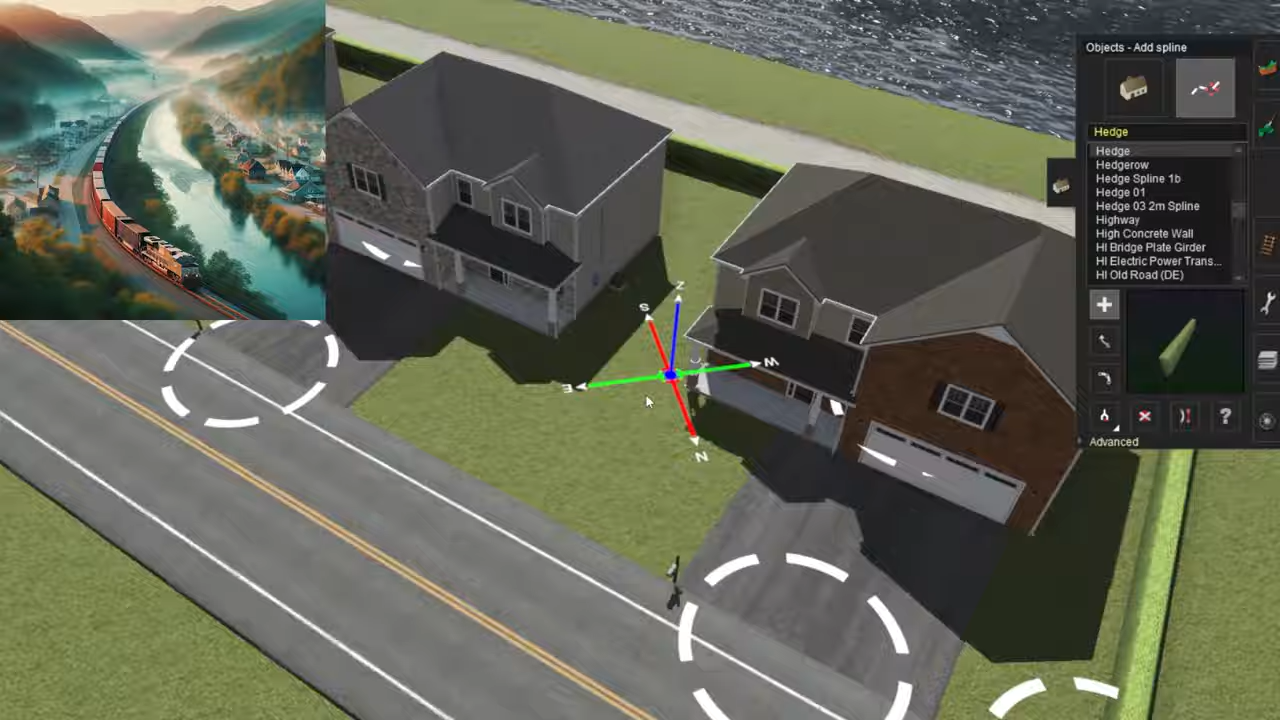 Objects - Add spline
Hedge
Hedge
Hedgerow
Hedge Spline 1b
Hedge 01
Hedge 03 2m Spline
Highway
High Concrete Wall
HI Bridge Plate Girder
HI Electric Power Trans...
HI Old Road (DE)
?
Advanced
S
Z
W
E
N